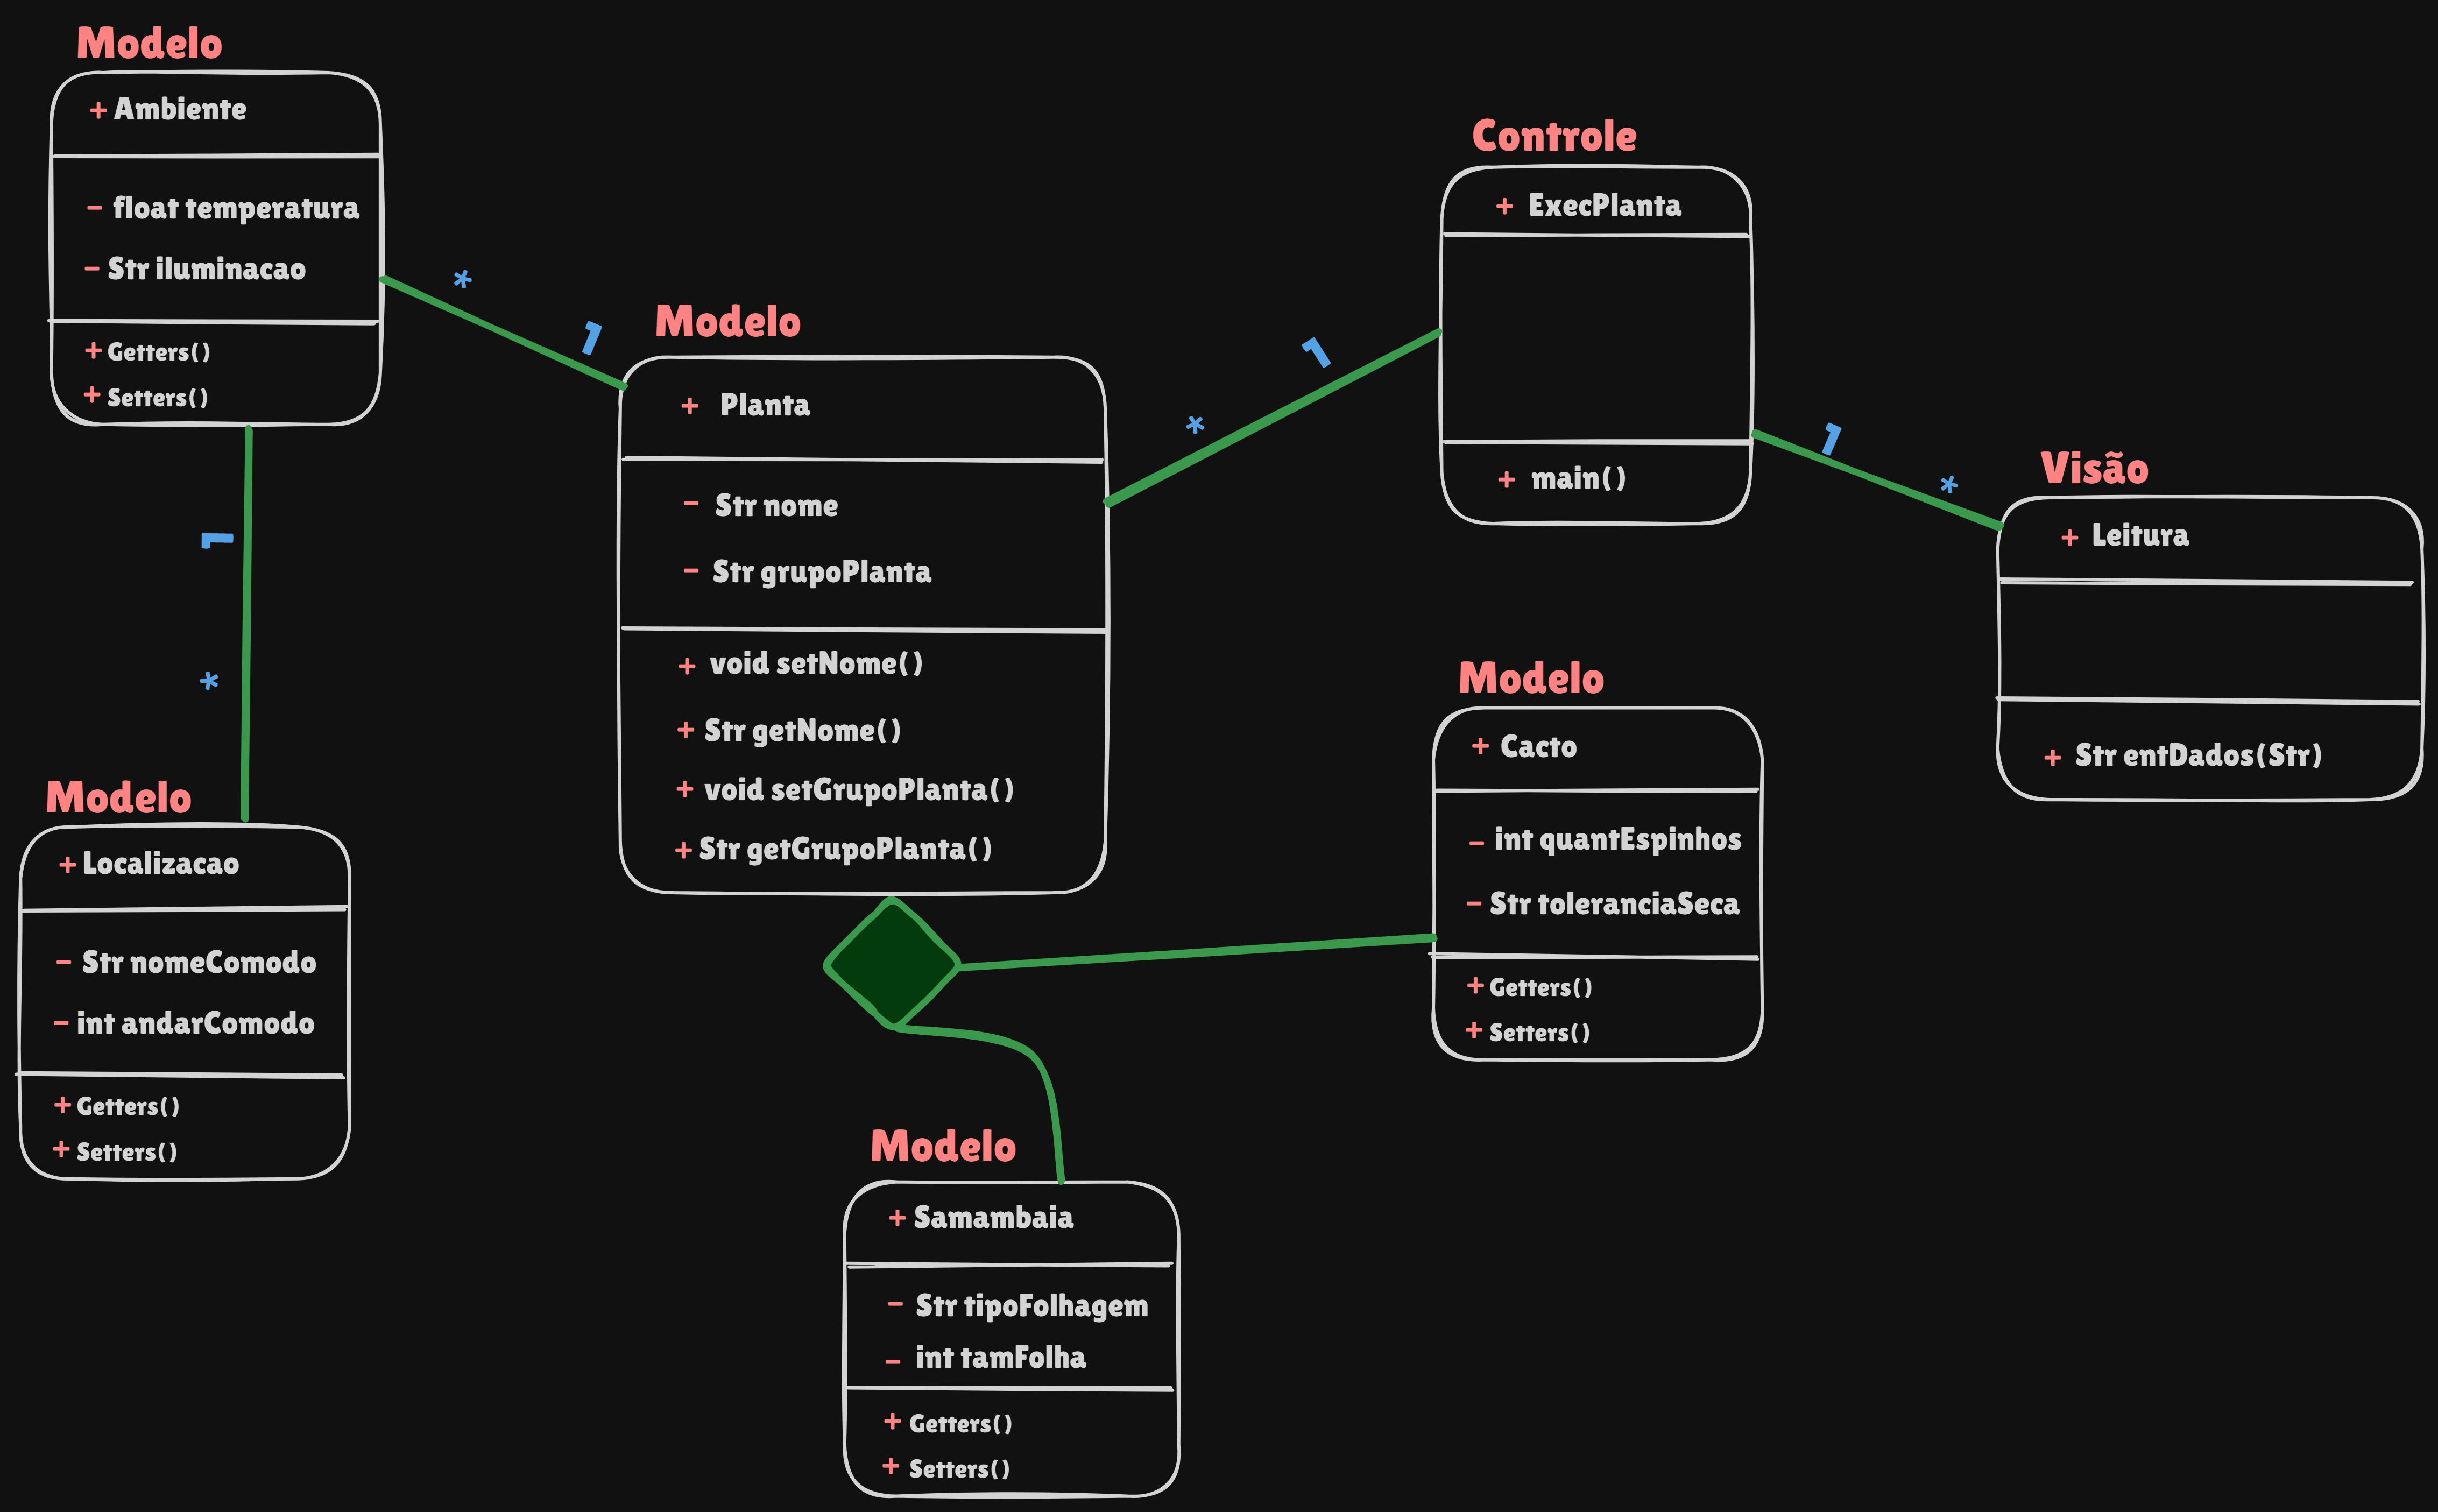 Modelo
+ Ambiente
- float temperatura
- Str iluminacao
+ Getters()
+ Setters()
* 1
1
*
Modelo
+ Localizacao
- Str nomeComodo
- int andarComodo
+ Getters()
+ Setters()
Modelo
+ Planta
- Str nome
- Str grupoPlanta
+ void setNome()
+ Str getNome()
+ void setGrupoPlanta()
+ Str getGrupoPlanta()
* 1
Controle
+ ExecPlanta
+ main()
1 *
Visão
+ Leitura
+ Str entDados(Str)
Modelo
+ Cacto
- int quantEspinhos
- Str toleranciaSeca
+ Getters()
+ Setters()
Modelo
+ Samambaia
- Str tipoFolhagem
- int tamFolha
+ Getters()
+ Setters()